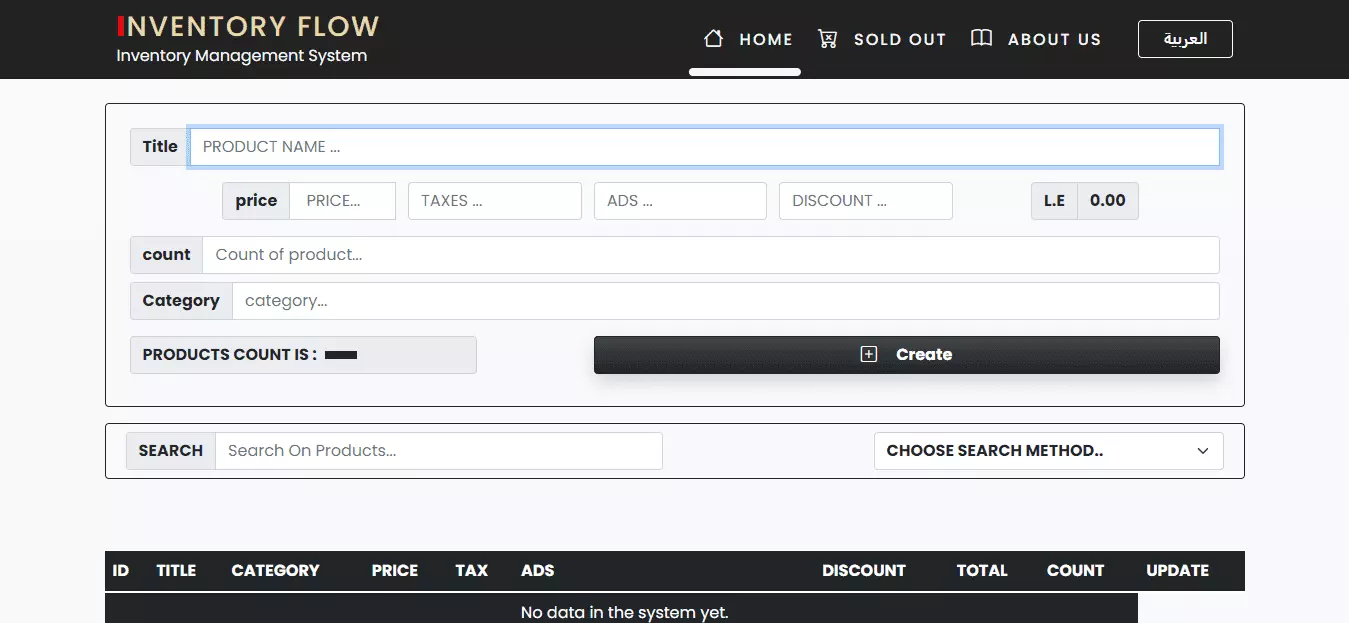 INVENTORY FLOW
Inventory Management System
HOME
SOLD OUT
ABOUT US
العربية
Title PRODUCT NAME ...
price PRICE... TAXES ... ADS ... DISCOUNT ... L.E 0.00
count Count of product...
Category category...
PRODUCTS COUNT IS :
Create
SEARCH Search On Products...
CHOOSE SEARCH METHOD..
ID TITLE CATEGORY PRICE TAX ADS DISCOUNT TOTAL COUNT UPDATE
No data in the system yet.